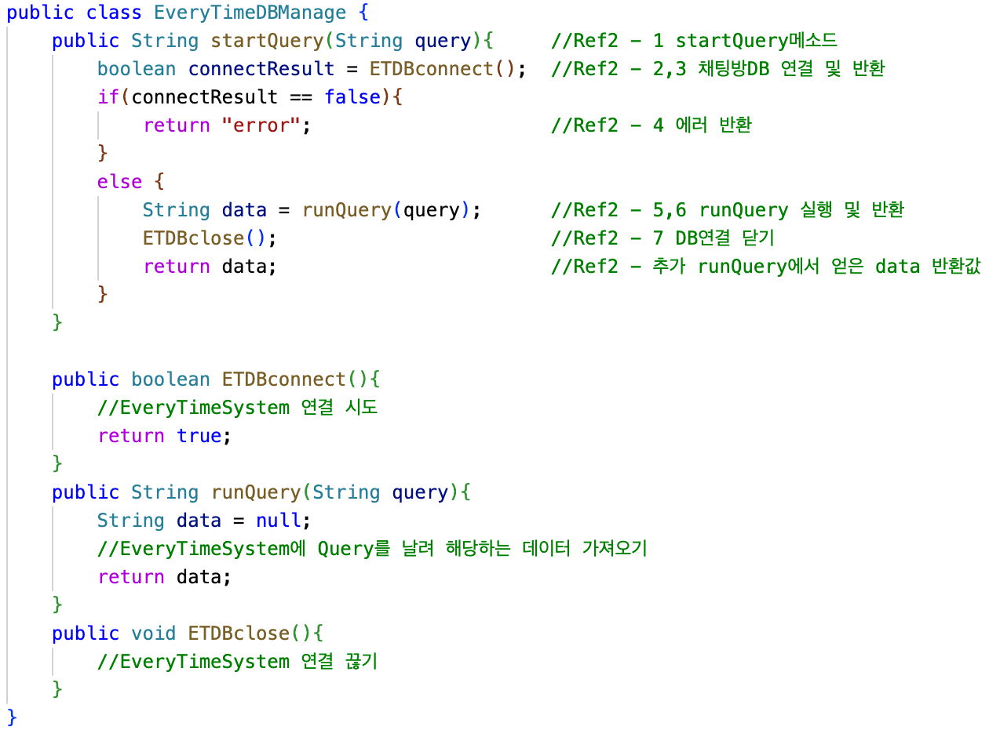 public class EveryTimeDBManage {
    public String startQuery(String query){     //Ref2 - 1 startQuery메소드
        boolean connectResult = ETDBconnect();  //Ref2 - 2,3 채팅방DB 연결 및 반환
        if(connectResult == false){
            return "error";                     //Ref2 - 4 에러 반환
        }
        else {
            String data = runQuery(query);      //Ref2 - 5,6 runQuery 실행 및 반환
            ETDBclose();                        //Ref2 - 7 DB연결 닫기
            return data;                        //Ref2 - 추가 runQuery에서 얻은 data 반환값
        }
    }

    public boolean ETDBconnect(){
        //EveryTimeSystem 연결 시도
        return true;
    }
    public String runQuery(String query){
        String data = null;
        //EveryTimeSystem에 Query를 날려 해당하는 데이터 가져오기
        return data;
    }
    public void ETDBclose(){
        //EveryTimeSystem 연결 끊기
    }
}